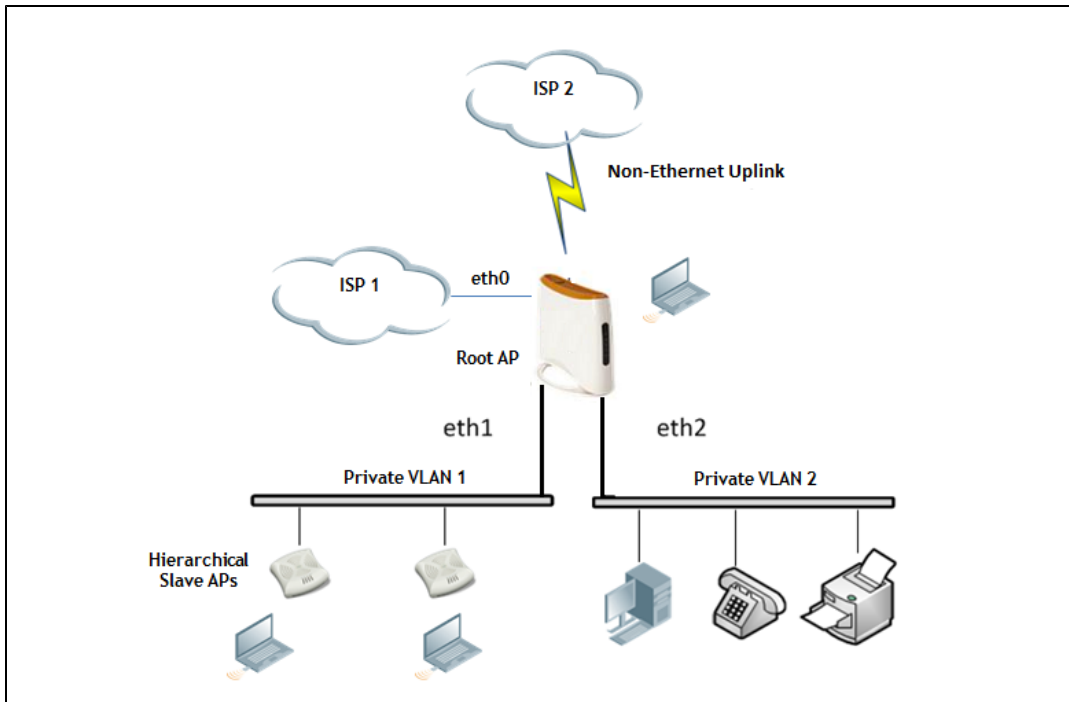 ISP 2
Non-Ethernet Uplink
ISP 1
eth0
Root AP
eth1
eth2
Private VLAN 1
Private VLAN 2
Hierarchical
Slave APs